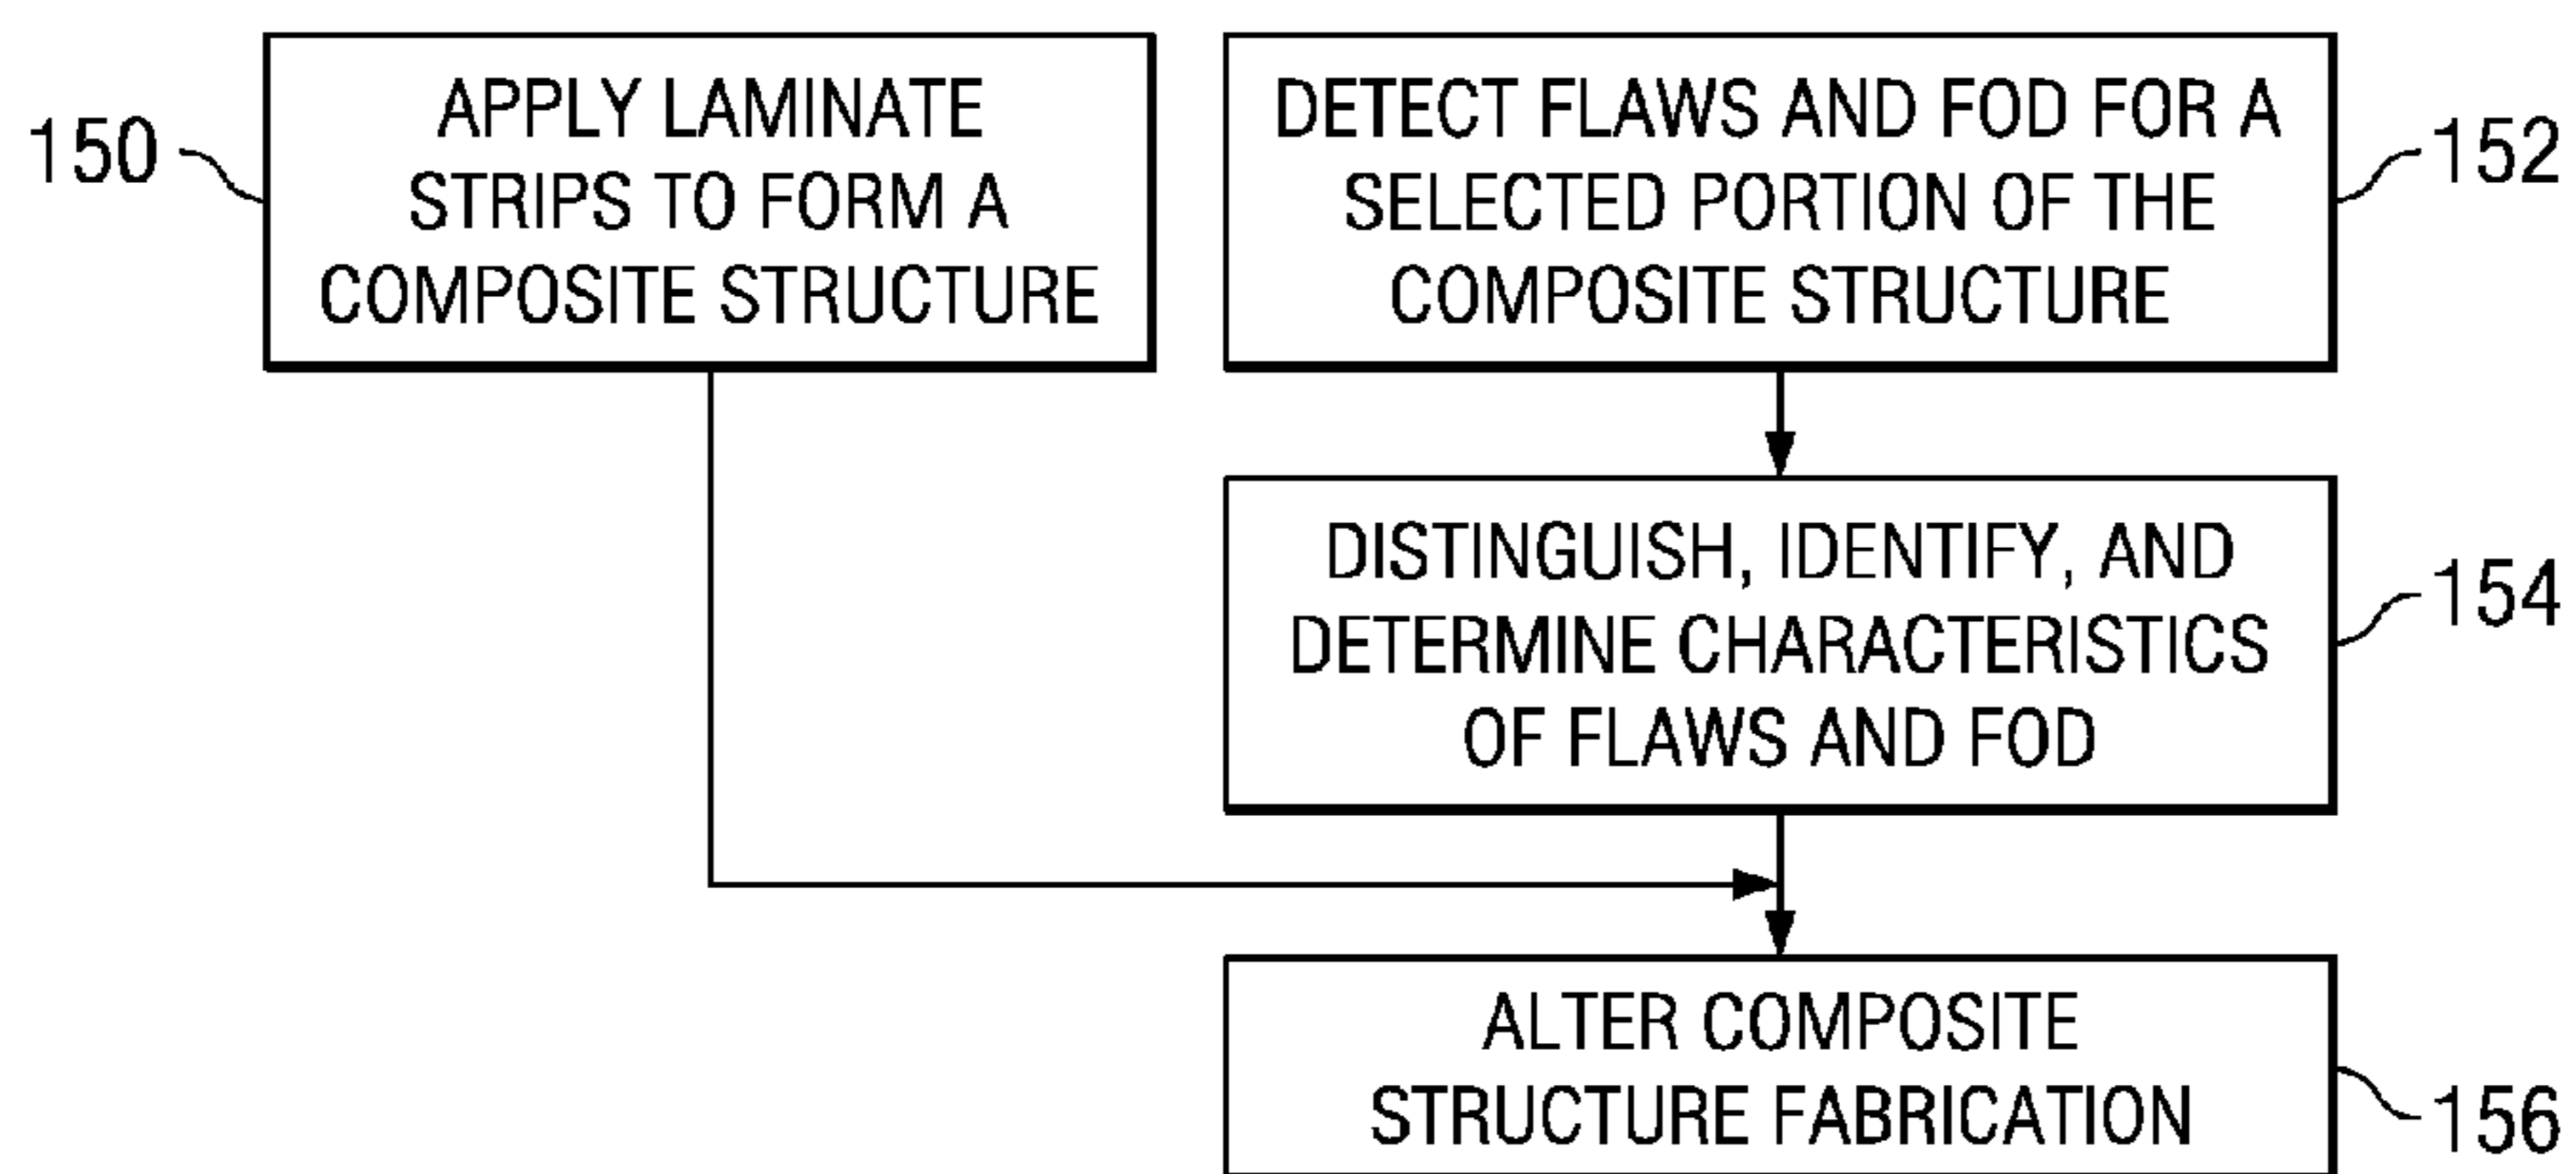 150
APPLY LAMINATE
STRIPS TO FORM A
COMPOSITE STRUCTURE
DETECT FLAWS AND FOD FOR A
SELECTED PORTION OF THE
COMPOSITE STRUCTURE
152
DISTINGUISH, IDENTIFY, AND
DETERMINE CHARACTERISTICS
OF FLAWS AND FOD
154
ALTER COMPOSITE
STRUCTURE FABRICATION
156